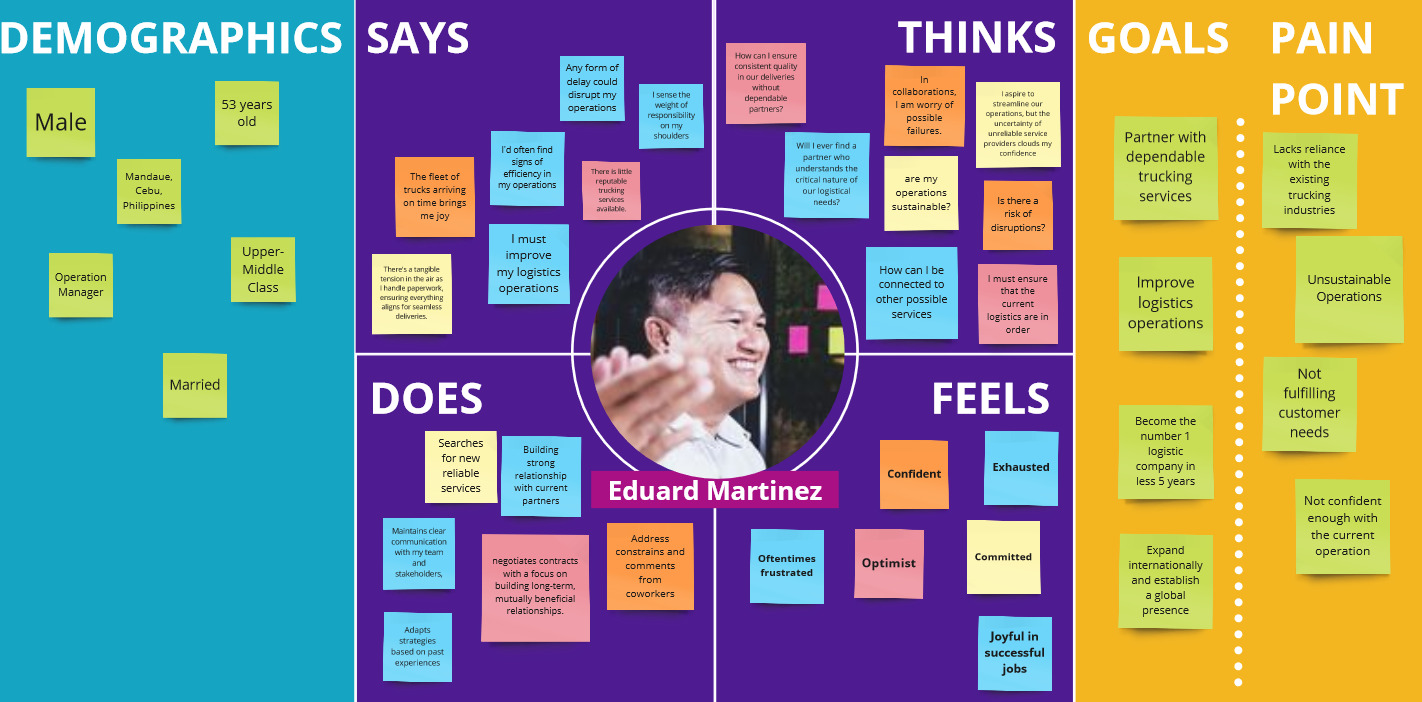 DEMOGRAPHICS
Male
53 years
old
Mandaue,
Cebu,
Philippines
Operation
Manager
Upper-
Middle
Class
Married
SAYS
Any form of
delay could
disrupt my
operations
I sense the
weight of
responsibility
on my
shoulders
I'd often find
signs of
efficiency in
my operations
The fleet of
trucks arriving
on time brings
me joy
There is little
reputable
trucking
services
available.
I must
improve
my logistics
operations
There's a tangible
tension in the air as
I handle paperwork,
ensuring everything
aligns for seamless
deliveries.
THINKS
How can I ensure
consistent quality
in our deliveries
without
dependable
partners?
In
collaborations,
I am worry of
possible
failures.
I aspire to
streamline our
operations, but the
uncertainty of
unreliable service
providers clouds my
confidence
Will I ever find a
partner who
understands the
critical nature of
our logistical
needs?
are my
operations
sustainable?
Is there a
risk of
disruptions?
How can I be
connected to
other possible
services
I must ensure
that the
current
logistics are in
order
DOES
Searches
for new
reliable
services
Building
strong
relationship
with current
partners
Maintains clear
communication
with my team
and
stakeholders,
negotiates contracts
with a focus on
building long-term,
mutually beneficial
relationships.
Address
constrains and
comments
from
coworkers
Adapts
strategies
based on past
experiences
Eduard Martinez
FEELS
Confident
Exhausted
Oftentimes
frustrated
Optimist
Committed
Joyful in
successful
jobs
GOALS
Partner with
dependable
trucking
services
Improve
logistics
operations
Become the
number 1
logistic
company in
less 5 years
Expand
internationally
and establish
a global
presence
PAIN
POINT
Lacks reliance
with the
existing
trucking
industries
Unsustainable
Operations
Not
fulfilling
customer
needs
Not confident
enough with
the current
operation